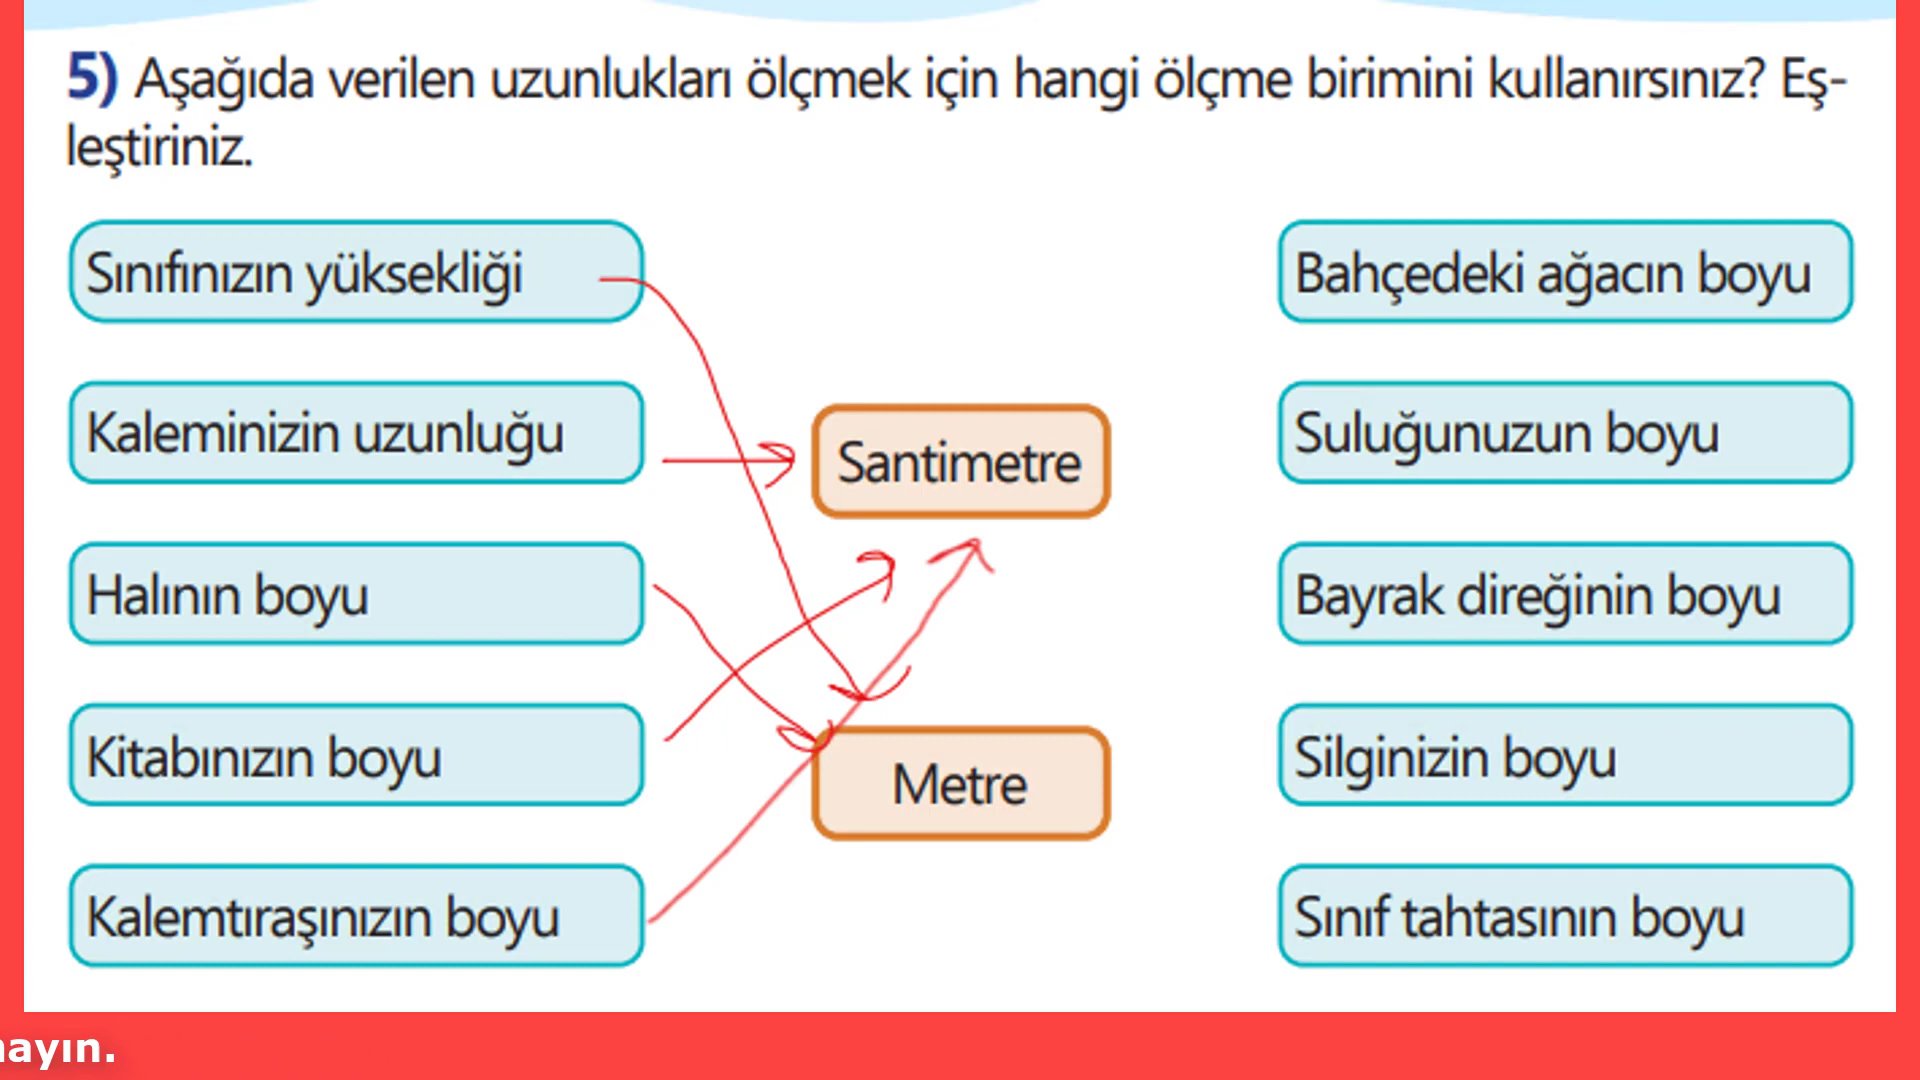 5) Aşağıda verilen uzunlukları ölçmek için hangi ölçme birimini kullanırsınız? Eş-
leştiriniz.
Sınıfınızın yüksekliği
Kaleminizin uzunluğu
Halının boyu
Kitabınızın boyu
Kalemtıraşınızın boyu
Santimetre
Metre
Bahçedeki ağacın boyu
Suluğunuzun boyu
Bayrak direğinin boyu
Silginizin boyu
Sınıf tahtasının boyu